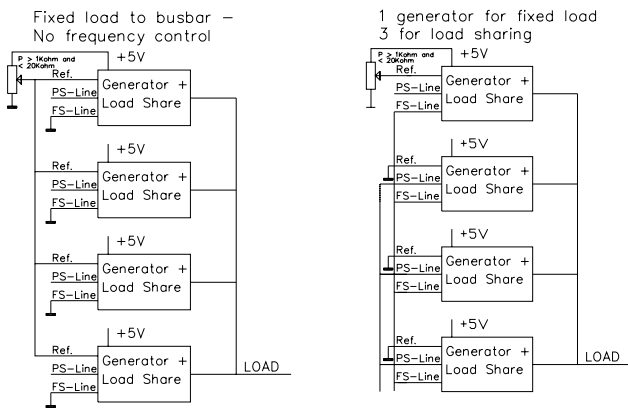 Fixed load to busbar –
No frequency control
P > 1Kohm and
< 20Kohm
+5V
Ref.
PS-Line
FS-Line
Generator +
Load Share
+5V
Ref.
PS-Line
FS-Line
Generator +
Load Share
+5V
Ref.
PS-Line
FS-Line
Generator +
Load Share
+5V
Ref.
PS-Line
FS-Line
Generator +
Load Share
LOAD
1 generator for fixed load
3 for load sharing
P > 1Kohm and
< 20Kohm
+5V
Ref.
PS-Line
FS-Line
Generator +
Load Share
+5V
Ref.
PS-Line
FS-Line
Generator +
Load Share
+5V
Ref.
PS-Line
FS-Line
Generator +
Load Share
+5V
Ref.
PS-Line
FS-Line
Generator +
Load Share
LOAD